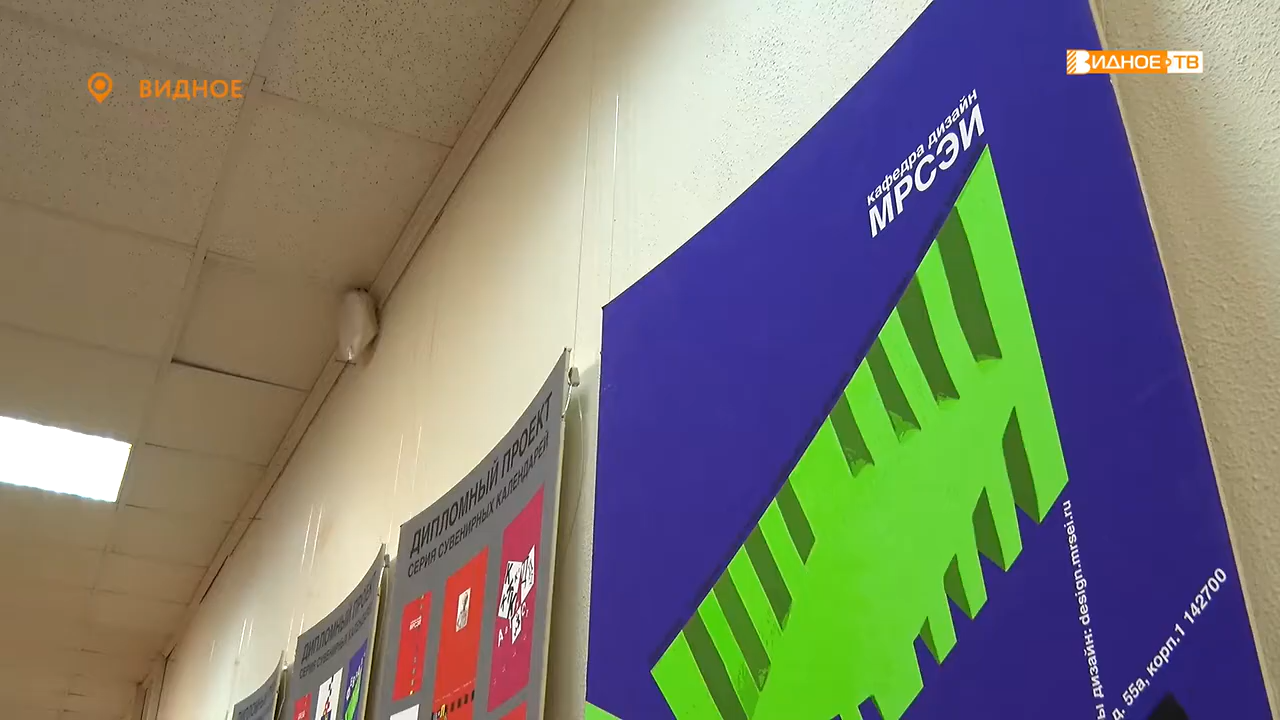 ВИДНОЕ
ВИДНОЕ ТВ
кафедра дизайн
МРСЭИ
ДИПЛОМНЫЙ ПРОЕКТ
СЕРИЯ СУВЕНИРНЫХ КАЛЕНДАРЕЙ
ДИПЛОМНЫЙ ПРОЕКТ
дизайн: design.mrsei.ru
д. 55а, корп.1 142700